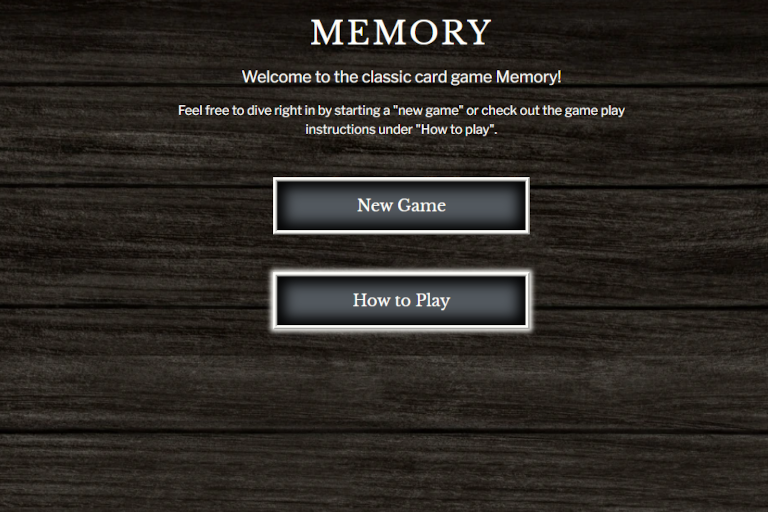 MEMORY
Welcome to the classic card game Memory!
Feel free to dive right in by starting a "new game" or check out the game play
instructions under "How to play".
New Game
How to Play